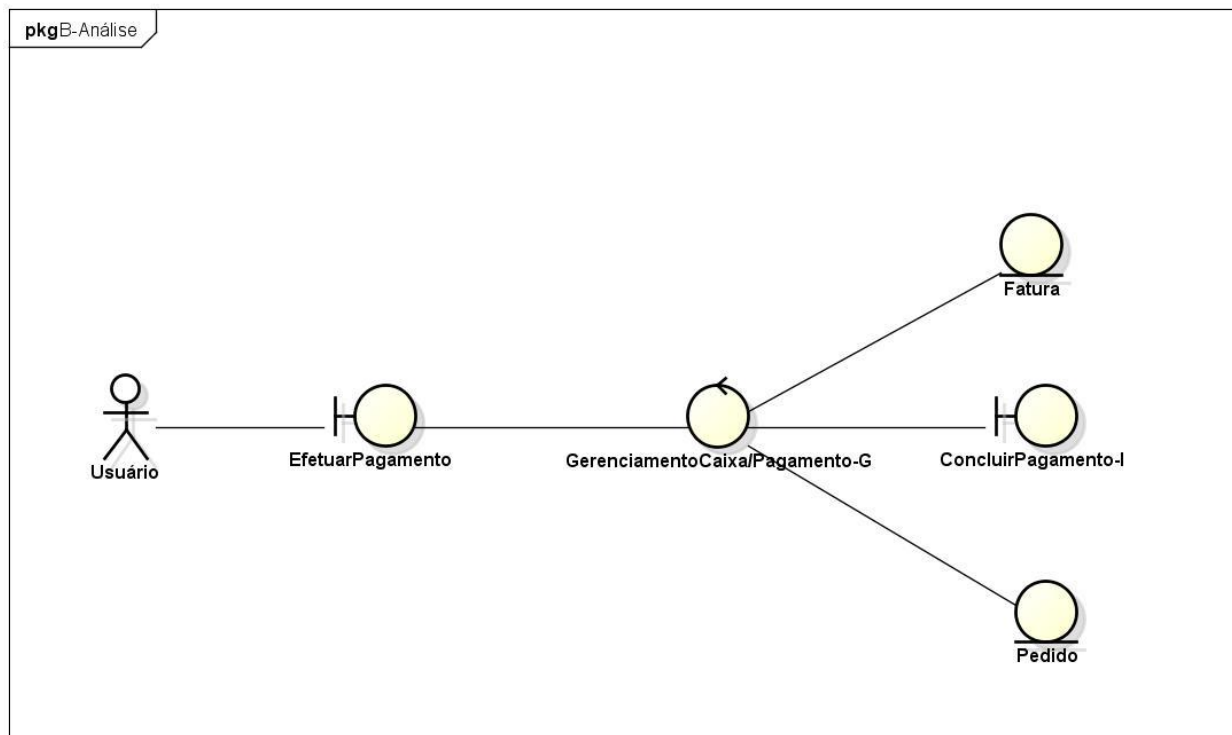 pkgB-Análise
Fatura
Usuário
EfetuarPagamento
GerenciamentoCaixa/Pagamento-G
ConcluirPagamento-I
Pedido